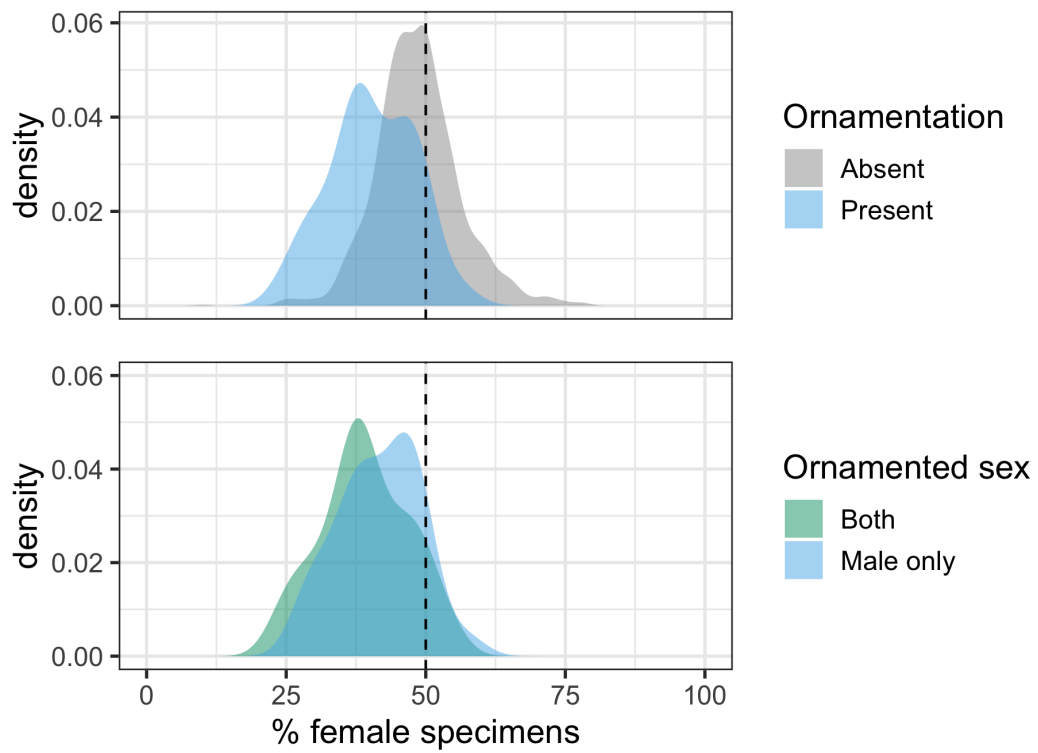 0.06
0.04
0.02
0.00
density
Ornamentation
Absent
Present
0.06
0.04
0.02
0.00
density
Ornamented sex
Both
Male only
0 25 50 75 100
% female specimens